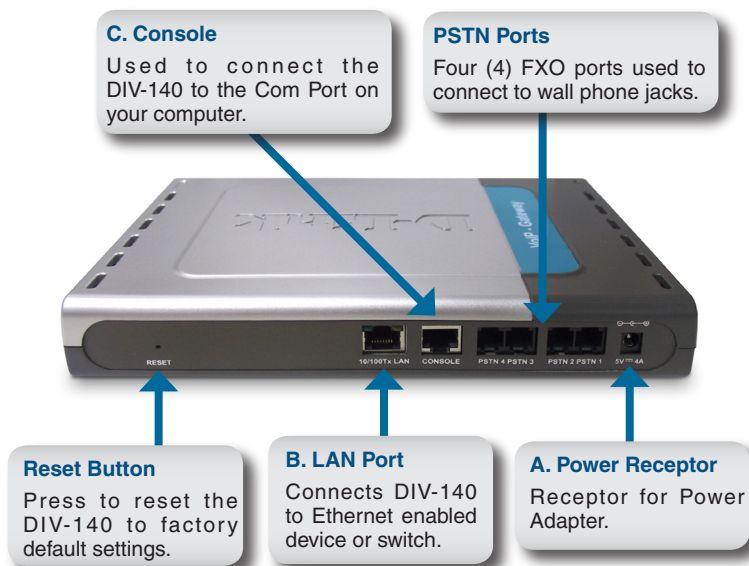 C. Console
Used to connect the
DIV-140 to the Com Port on
your computer.
PSTN Ports
Four (4) FXO ports used to
connect to wall phone jacks.
D-Link
VoIP - Gateway
RESET
10/100Tx LAN
CONSOLE
PSTN 4 PSTN 3
PSTN 2 PSTN 1
5V⎓4A
Reset Button
Press to reset the
DIV-140 to factory
default settings.
B. LAN Port
Connects DIV-140
to Ethernet enabled
device or switch.
A. Power Receptor
Receptor for Power
Adapter.